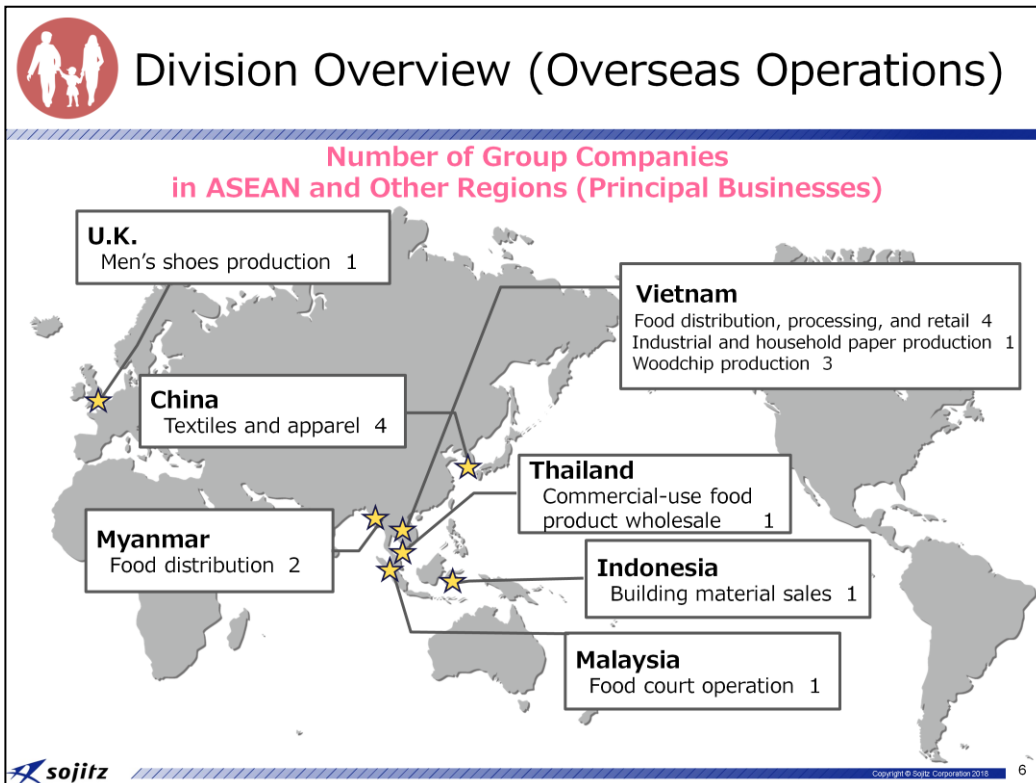 Division Overview (Overseas Operations)
Number of Group Companies
in ASEAN and Other Regions (Principal Businesses)
U.K.
Men's shoes production 1
Vietnam
Food distribution, processing, and retail 4
Industrial and household paper production 1
Woodchip production 3
China
Textiles and apparel 4
Thailand
Commercial-use food
product wholesale 1
Myanmar
Food distribution 2
Indonesia
Building material sales 1
Malaysia
Food court operation 1
sojitz
Copyright © Sojitz Corporation 2018
6